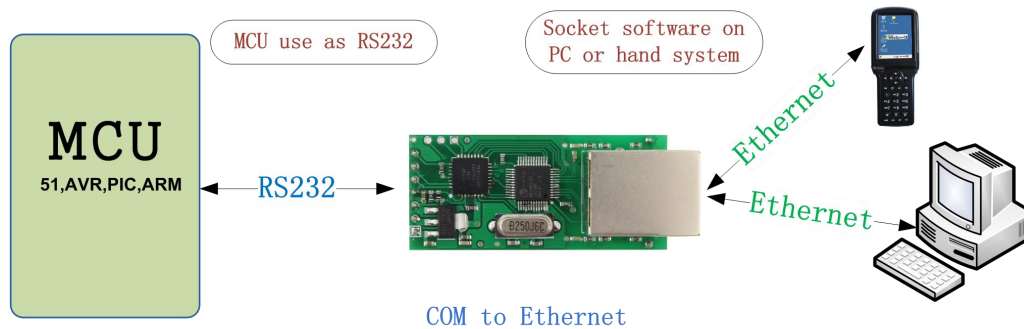 MCU use as RS232
Socket software on
PC or hand system
MCU
51,AVR,PIC,ARM
RS232
Ethernet
Ethernet
D250J6C
COM to Ethernet